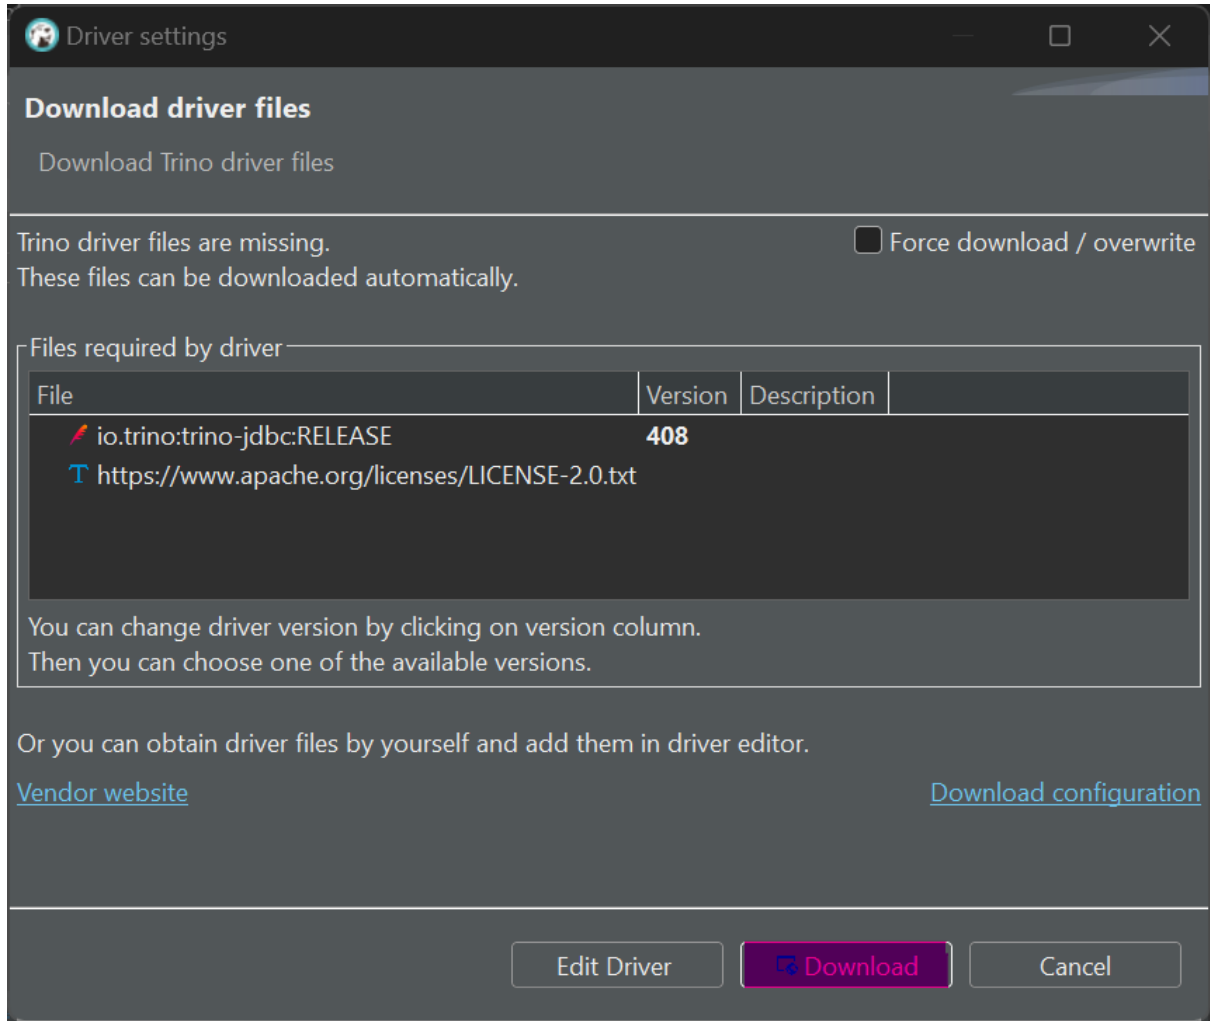 Driver settings
Download driver files
Download Trino driver files
Trino driver files are missing.
Force download / overwrite
These files can be downloaded automatically.
Files required by driver
File Version Description
io.trino:trino-jdbc:RELEASE 408
T https://www.apache.org/licenses/LICENSE-2.0.txt
You can change driver version by clicking on version column.
Then you can choose one of the available versions.
Or you can obtain driver files by yourself and add them in driver editor.
Vendor website
Download configuration
Edit Driver
Download
Cancel